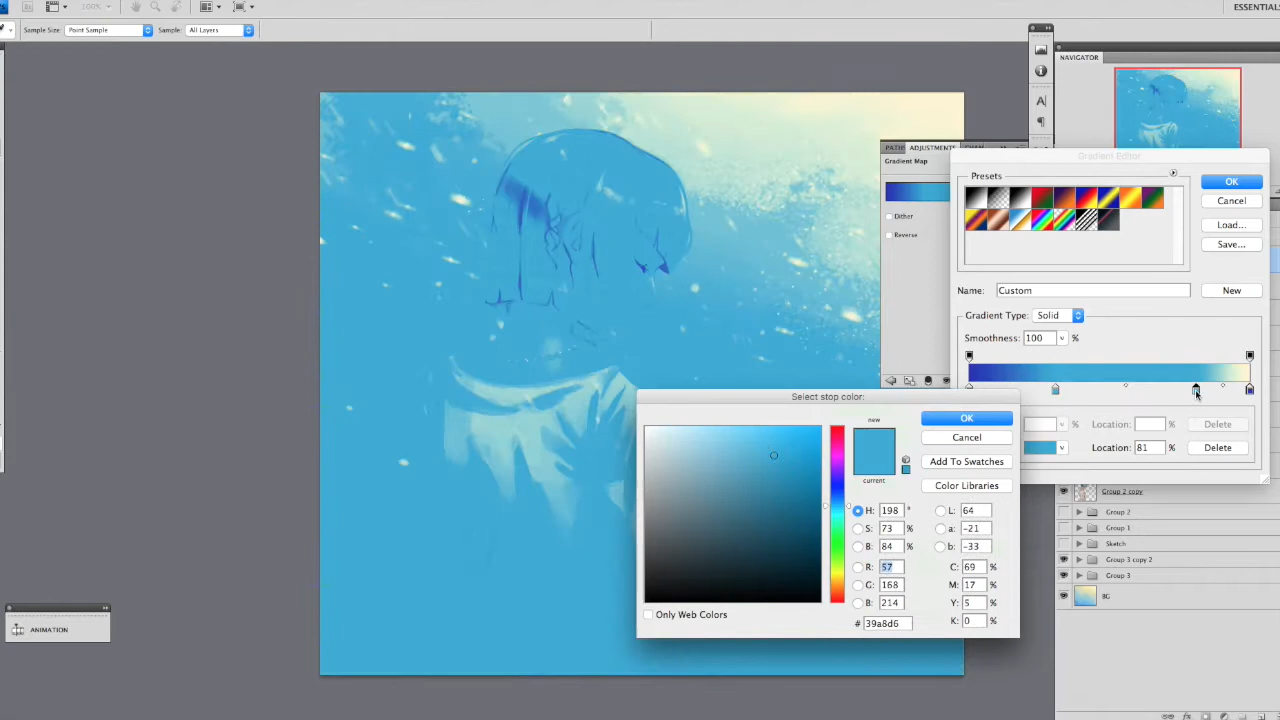 Br
100%
ESSENTIALS
Sample Size: Point Sample
Sample: All Layers
NAVIGATOR
ADJUSTMENTS
Gradient Map
Dither
Reverse
Gradient Editor
Presets
OK
Cancel
Load...
Save...
Name: Custom
New
Gradient Type: Solid
Smoothness: 100 %
% Location: % Delete
Location: 81 % Delete
Select stop color:
new
current
OK
Cancel
Add To Swatches
Color Libraries
H: 198 ° L: 64
S: 73 % a: -21
B: 84 % b: -33
R: 57 C: 69 %
G: 168 M: 17 %
B: 214 Y: 5 %
# 39a8d6 K: 0 %
Only Web Colors
Group 2 copy
Group 2
Group 1
Sketch
Group 3 copy 2
Group 3
BG
ANIMATION